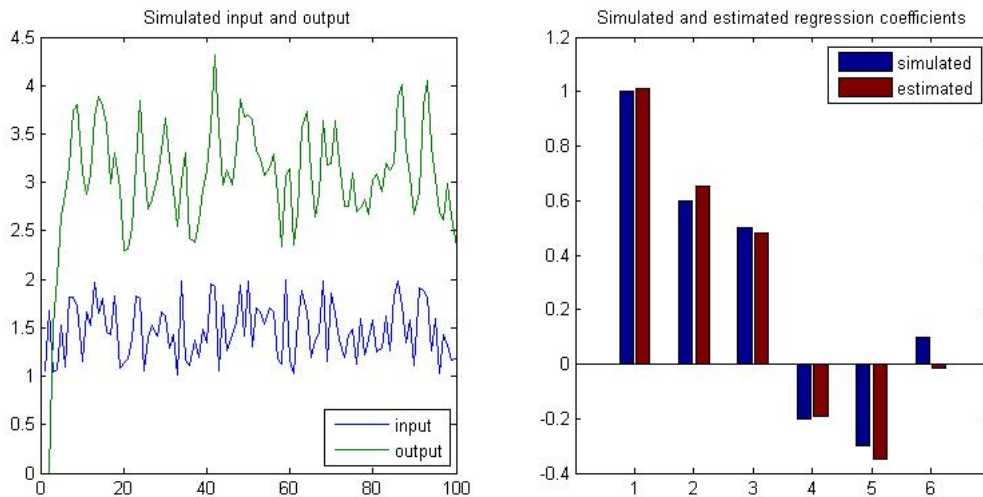 Simulated input and output
4.5
4
3.5
3
2.5
2
1.5
1
0.5
0
0 20 40 60 80 100
input
output
Simulated and estimated regression coefficients
1.2
1
0.8
0.6
0.4
0.2
0
-0.2
-0.4
1 2 3 4 5 6
simulated
estimated